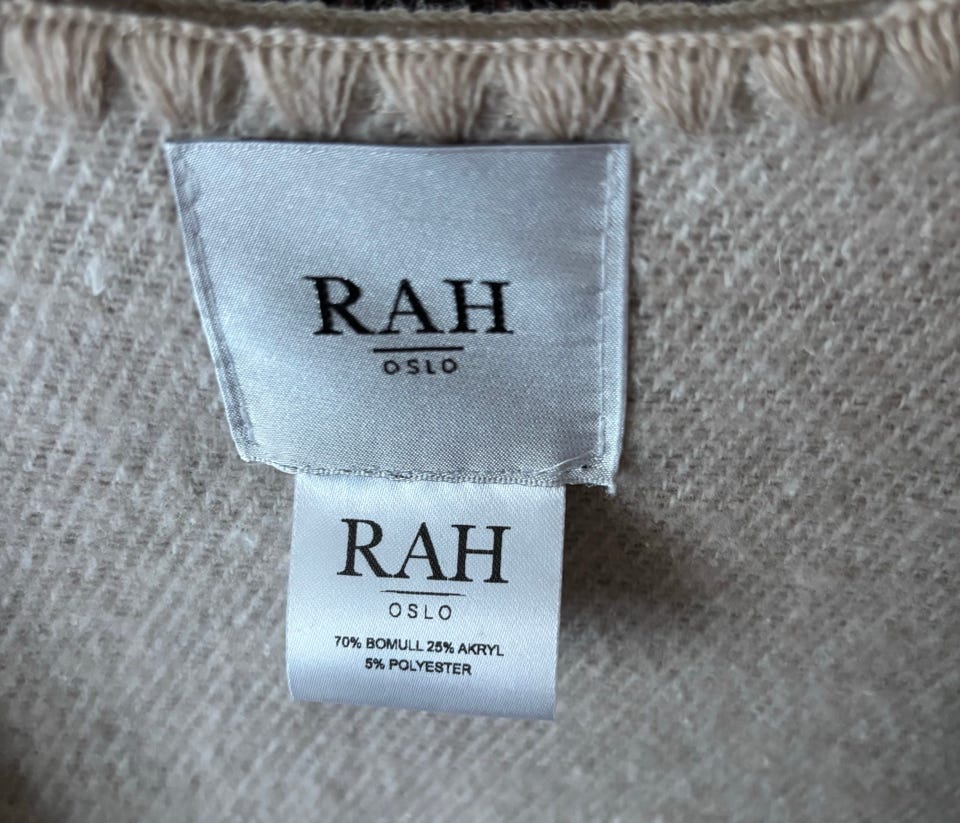 RAH
OSLO
RAH
OSLO
70% BOMULL 25% AKRYL
5% POLYESTER